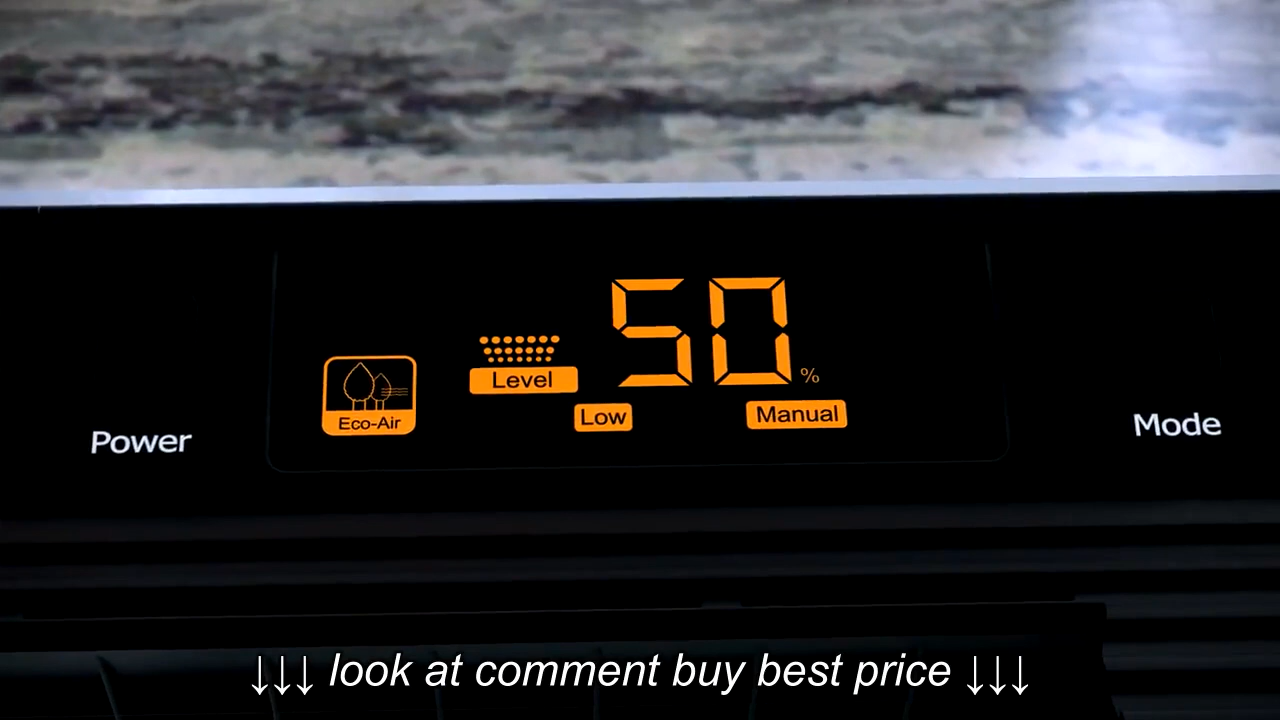 50%
Level
Low
Manual
Eco-Air
Power
Mode
↓↓↓ look at comment buy best price ↓↓↓